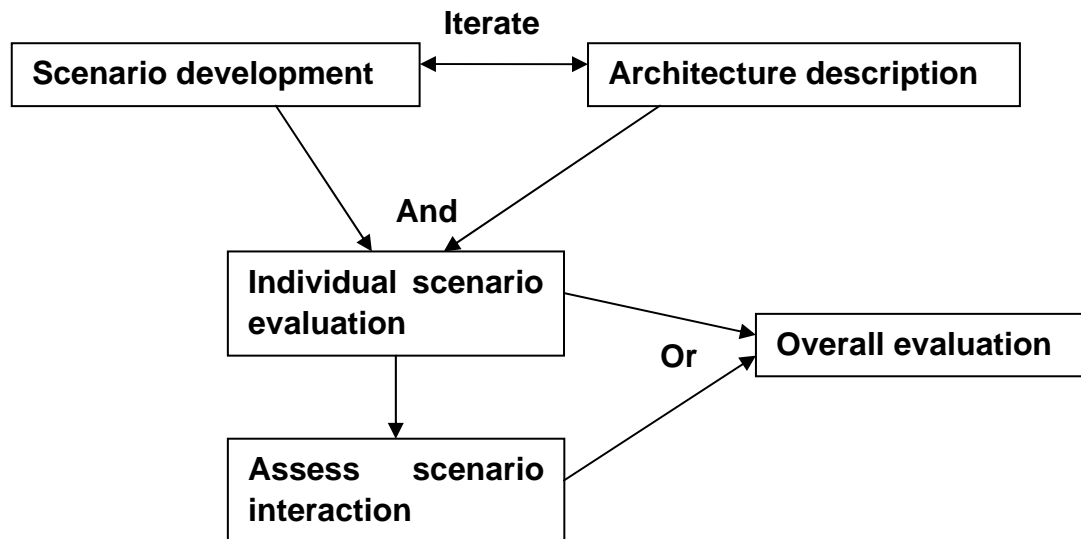 Iterate
Scenario development
Architecture description
And
Individual scenario
evaluation
Or
Overall evaluation
Assess scenario
interaction